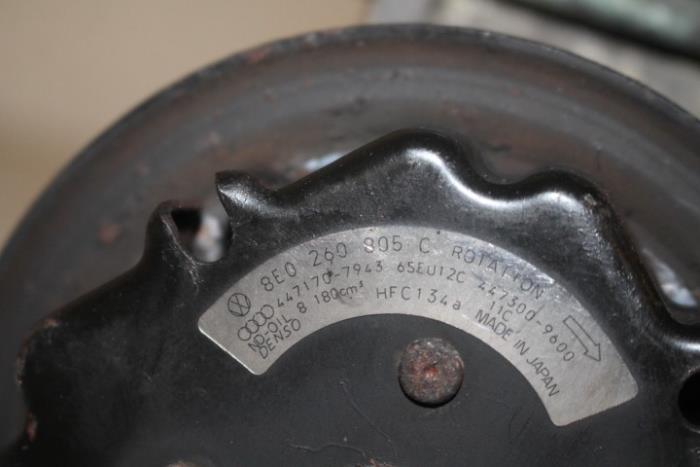 8E0 260 805 C ROTATION
447170-7943 6SEU12C 447300-9600
ND-OIL 8 180cm³ HFC134a 11C
DENSO MADE IN JAPAN